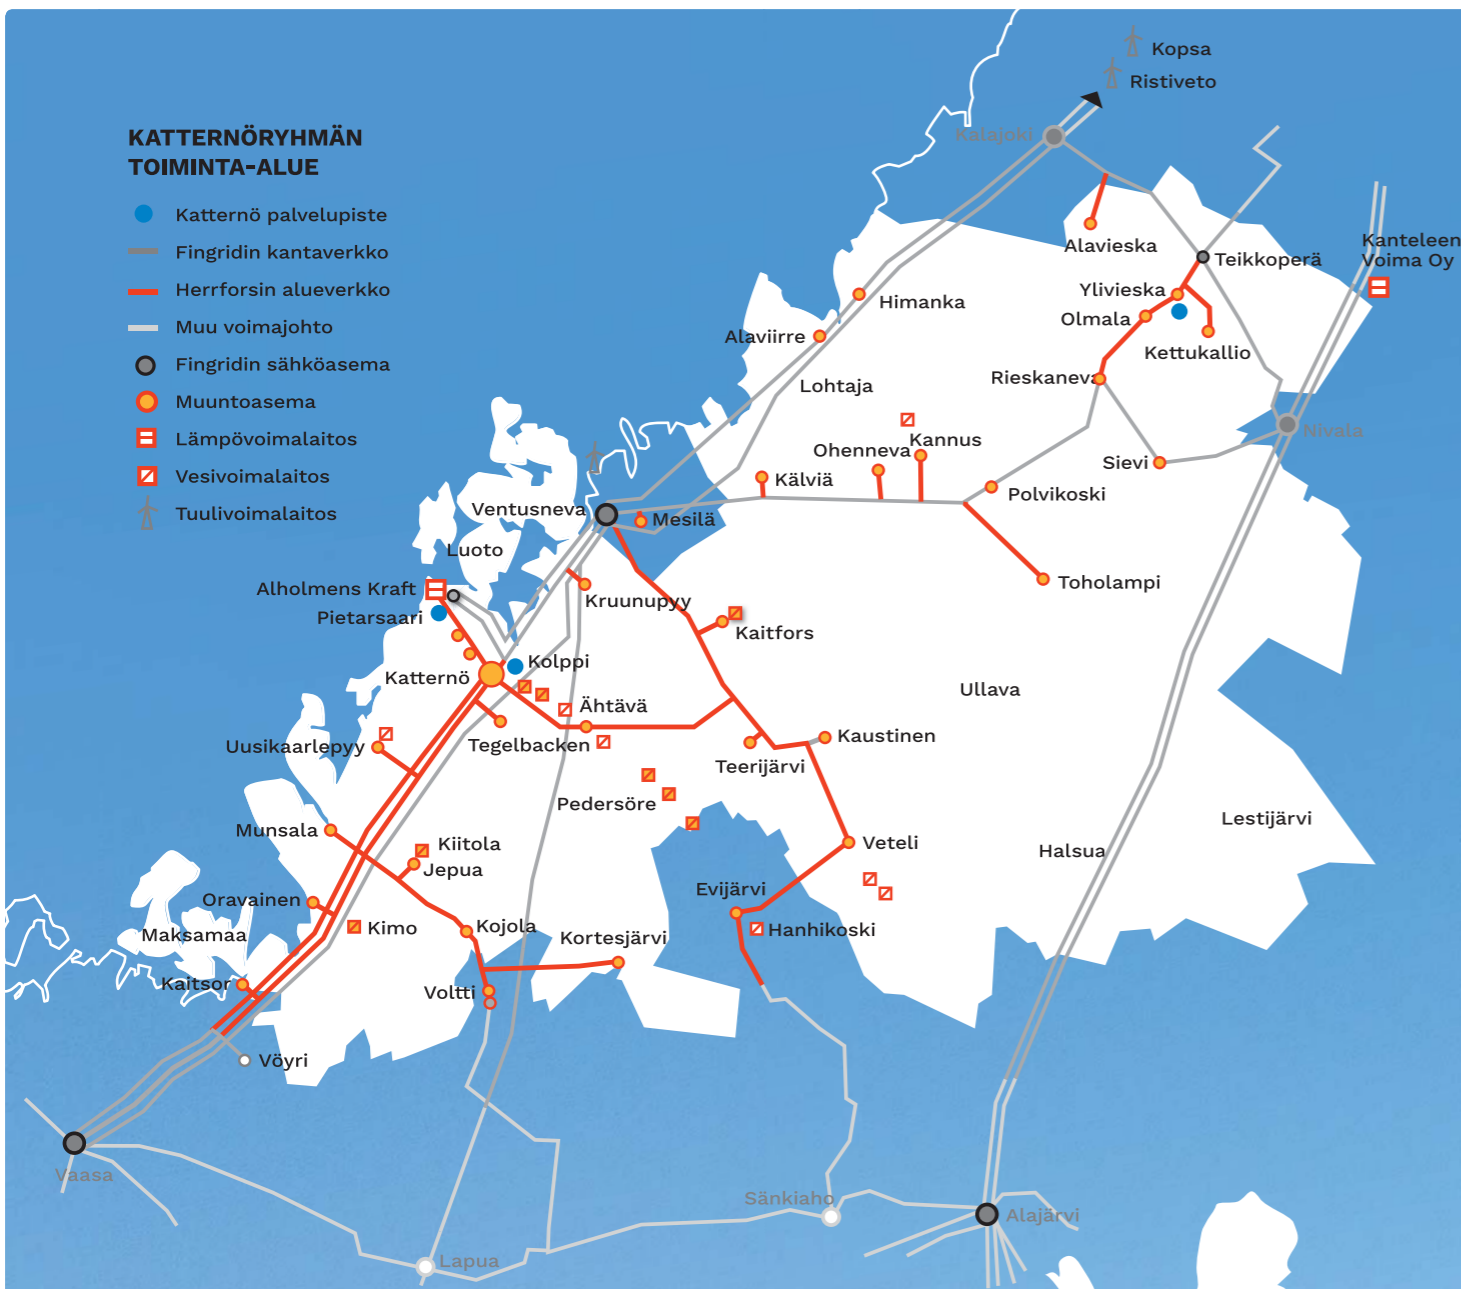 KATTERNÖRYHMÄN
TOIMINTA-ALUE
Katternö palvelupiste
Fingridin kantaverkko
Herrforsin alueverkko
Muu voimajohto
Fingridin sähköasema
Muuntoasema
Lämpövoimalaitos
Vesivoimalaitos
Tuulivoimalaitos
Kopsa
Ristiveto
Kalajoki
Alavieska
Teikkoperä
Kanteleen
Voima Oy
Ylivieska
Olmala
Kettukallio
Himanka
Alaviirre
Lohtaja
Rieskaneva
Nivala
Ohenneva
Kannus
Sievi
Kälviä
Polvikoski
Ventusneva
Mesilä
Luoto
Toholampi
Alholmens Kraft
Pietarsaari
Kruunupyy
Kaitfors
Kolppi
Katternö
Ullava
Ähtävä
Uusikaarlepyy
Tegelbacken
Kaustinen
Teerijärvi
Pedersöre
Lestijärvi
Munsala
Kiitola
Jepua
Veteli
Halsua
Evijärvi
Oravainen
Maksamaa
Kimo
Kojola
Kortesjärvi
Hanhikoski
Kaitsor
Voltti
Vöyri
Vaasa
Sänkiaho
Alajärvi
Lapua